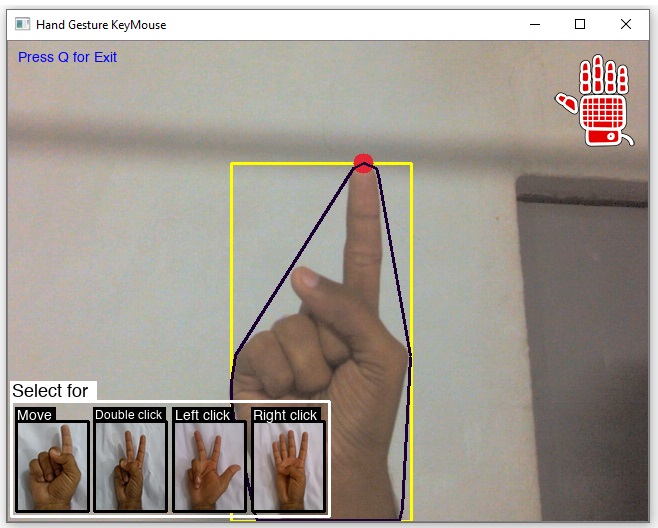 Hand Gesture KeyMouse
Press Q for Exit
Select for
Move
Double click
Left click
Right click